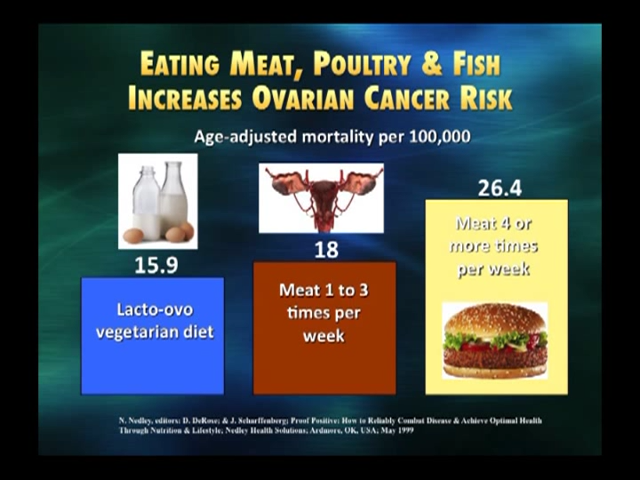 EATING MEAT, POULTRY & FISH
INCREASES OVARIAN CANCER RISK
Age-adjusted mortality per 100,000
15.9
Lacto-ovo
vegetarian diet
18
Meat 1 to 3
times per
week
26.4
Meat 4 or
more times
per week
N. Nedley, editors: D. DeRose; & J. Scharffenberg; Proof Positive: How to Reliably Combat Disease & Achieve Optimal Health
Through Nutrition & Lifestyle; Nedley Health Solutions; Ardmore, OK, USA; May 1999